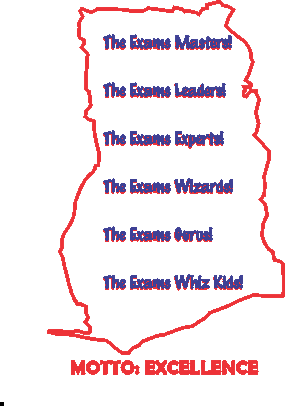 The Exams Masters!
The Exams Leaders!
The Exams Experts!
The Exams Wizards!
The Exams Gurus!
The Exams Whiz Kids!
MOTTO: EXCELLENCE